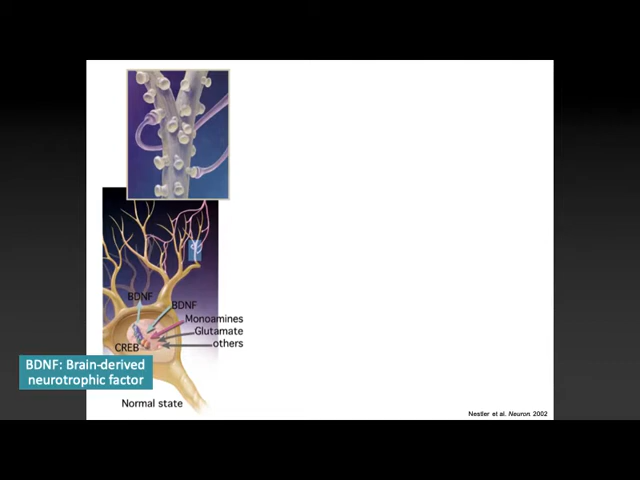 BDNF
BDNF
Monoamines
Glutamate
others
CREB
BDNF: Brain-derived
neurotrophic factor
Normal state
Nestler et al. Neuron. 2002